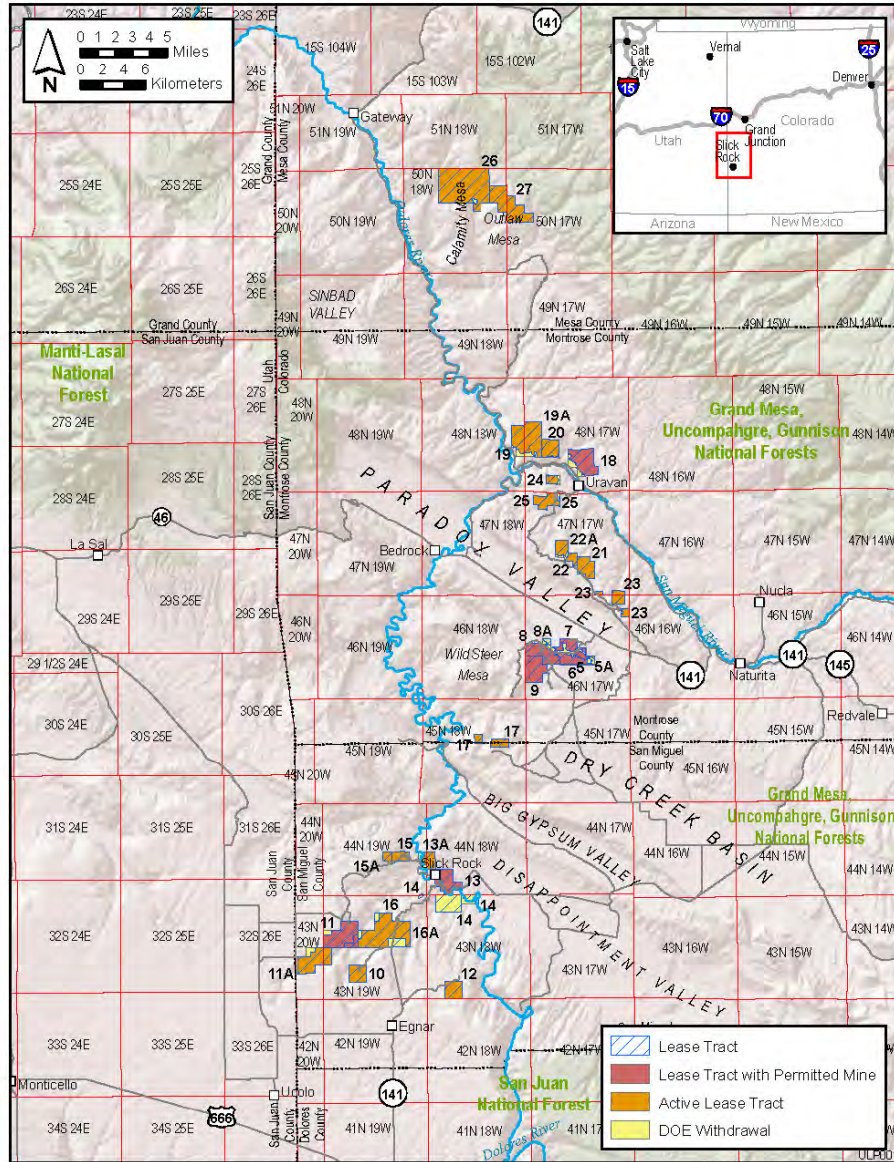 23S 25E
23S 26E
141
0 1 2 3 4 5
Miles
0 2 4 6
Kilometers
N
15S 104W
15S 103W
15S 102W
24S
26E
51N 20W
51N 19W
Gateway
51N 18W
51N 17W
Grand County
Mesa County
Wyoming
Salt
Lake
City
Vernal
25
Denver
15
70
Grand
Junction
Utah
Colorado
Slick
Rock
Arizona
New Mexico
25S 24E
25S 25E
25S
26E
50N
18W
26
27
50N
20W
50N 19W
Dolores River
Calamity Mesa
Outlaw
Mesa
50N 17W
26S 24E
26S 25E
26S
26E
SINBAD
VALLEY
49N
20W
49N 17W
Grand County
San Juan County
Mesa County
Montrose County
49N 16W
49N 15W
49N 14W
49N 19W
49N 18W
Utah
Colorado
Manti-Lasal
National
Forest
27S 25E
27S
26E
27S 24E
48N
20W
48N 15W
48N 19W
48N 18W
19A
20
19
48N 17W
18
Grand Mesa,
Uncompahgre, Gunnison
National Forests
48N 16W
28S 24E
28S 25E
28S
26E
San Juan County
Montrose County
24
Uravan
25
25
PARADOX VALLEY
46
La Sal
47N
20W
Bedrock
47N 19W
47N 18W
47N 17W
47N 16W
47N 15W
47N 14W
22A
21
22
23
23
23
San Miguel River
Nucla
29S 24E
29S 25E
29S 26E
46N
20W
46N 19W
46N 18W
46N 16W
46N 15W
46N 14W
Wild Steer
Mesa
8
8A
7
5
5A
6
9
46N 17W
141
141
145
Naturita
29 1/2S 24E
30S 24E
30S 25E
30S 26E
Redvale
45N 20W
45N 19W
45N 18W
17
17
45N 17W
Montrose
County
San Miguel
County
45N 16W
45N 15W
45N 14W
DRY CREEK BASIN
BIG GYPSUM VALLEY
DISAPPOINTMENT VALLEY
Grand Mesa,
Uncompahgre, Gunnison
National Forests
31S 24E
31S 25E
31S 26E
44N
20W
44N 19W
44N 18W
44N 17W
44N 16W
44N 15W
44N 14W
San Juan
County
San Miguel
County
15
15A
13A
Slick Rock
13
14
14
14
32S 24E
32S 25E
32S 26E
43N
20W
11
16
16A
11A
10
12
43N 19W
43N 18W
43N 17W
43N 16W
43N 15W
43N 14W
33S 24E
33S 25E
33S 26E
Egnar
42N
20W
42N 19W
42N 18W
42N 17W
Monticello
Ucolo
141
666
San Juan
County
Dolores
County
San Juan
National Forest
34S 24E
34S 25E
34S 26E
41N 19W
41N 18W
Dolores River
Lease Tract
Lease Tract with Permitted Mine
Active Lease Tract
DOE Withdrawal